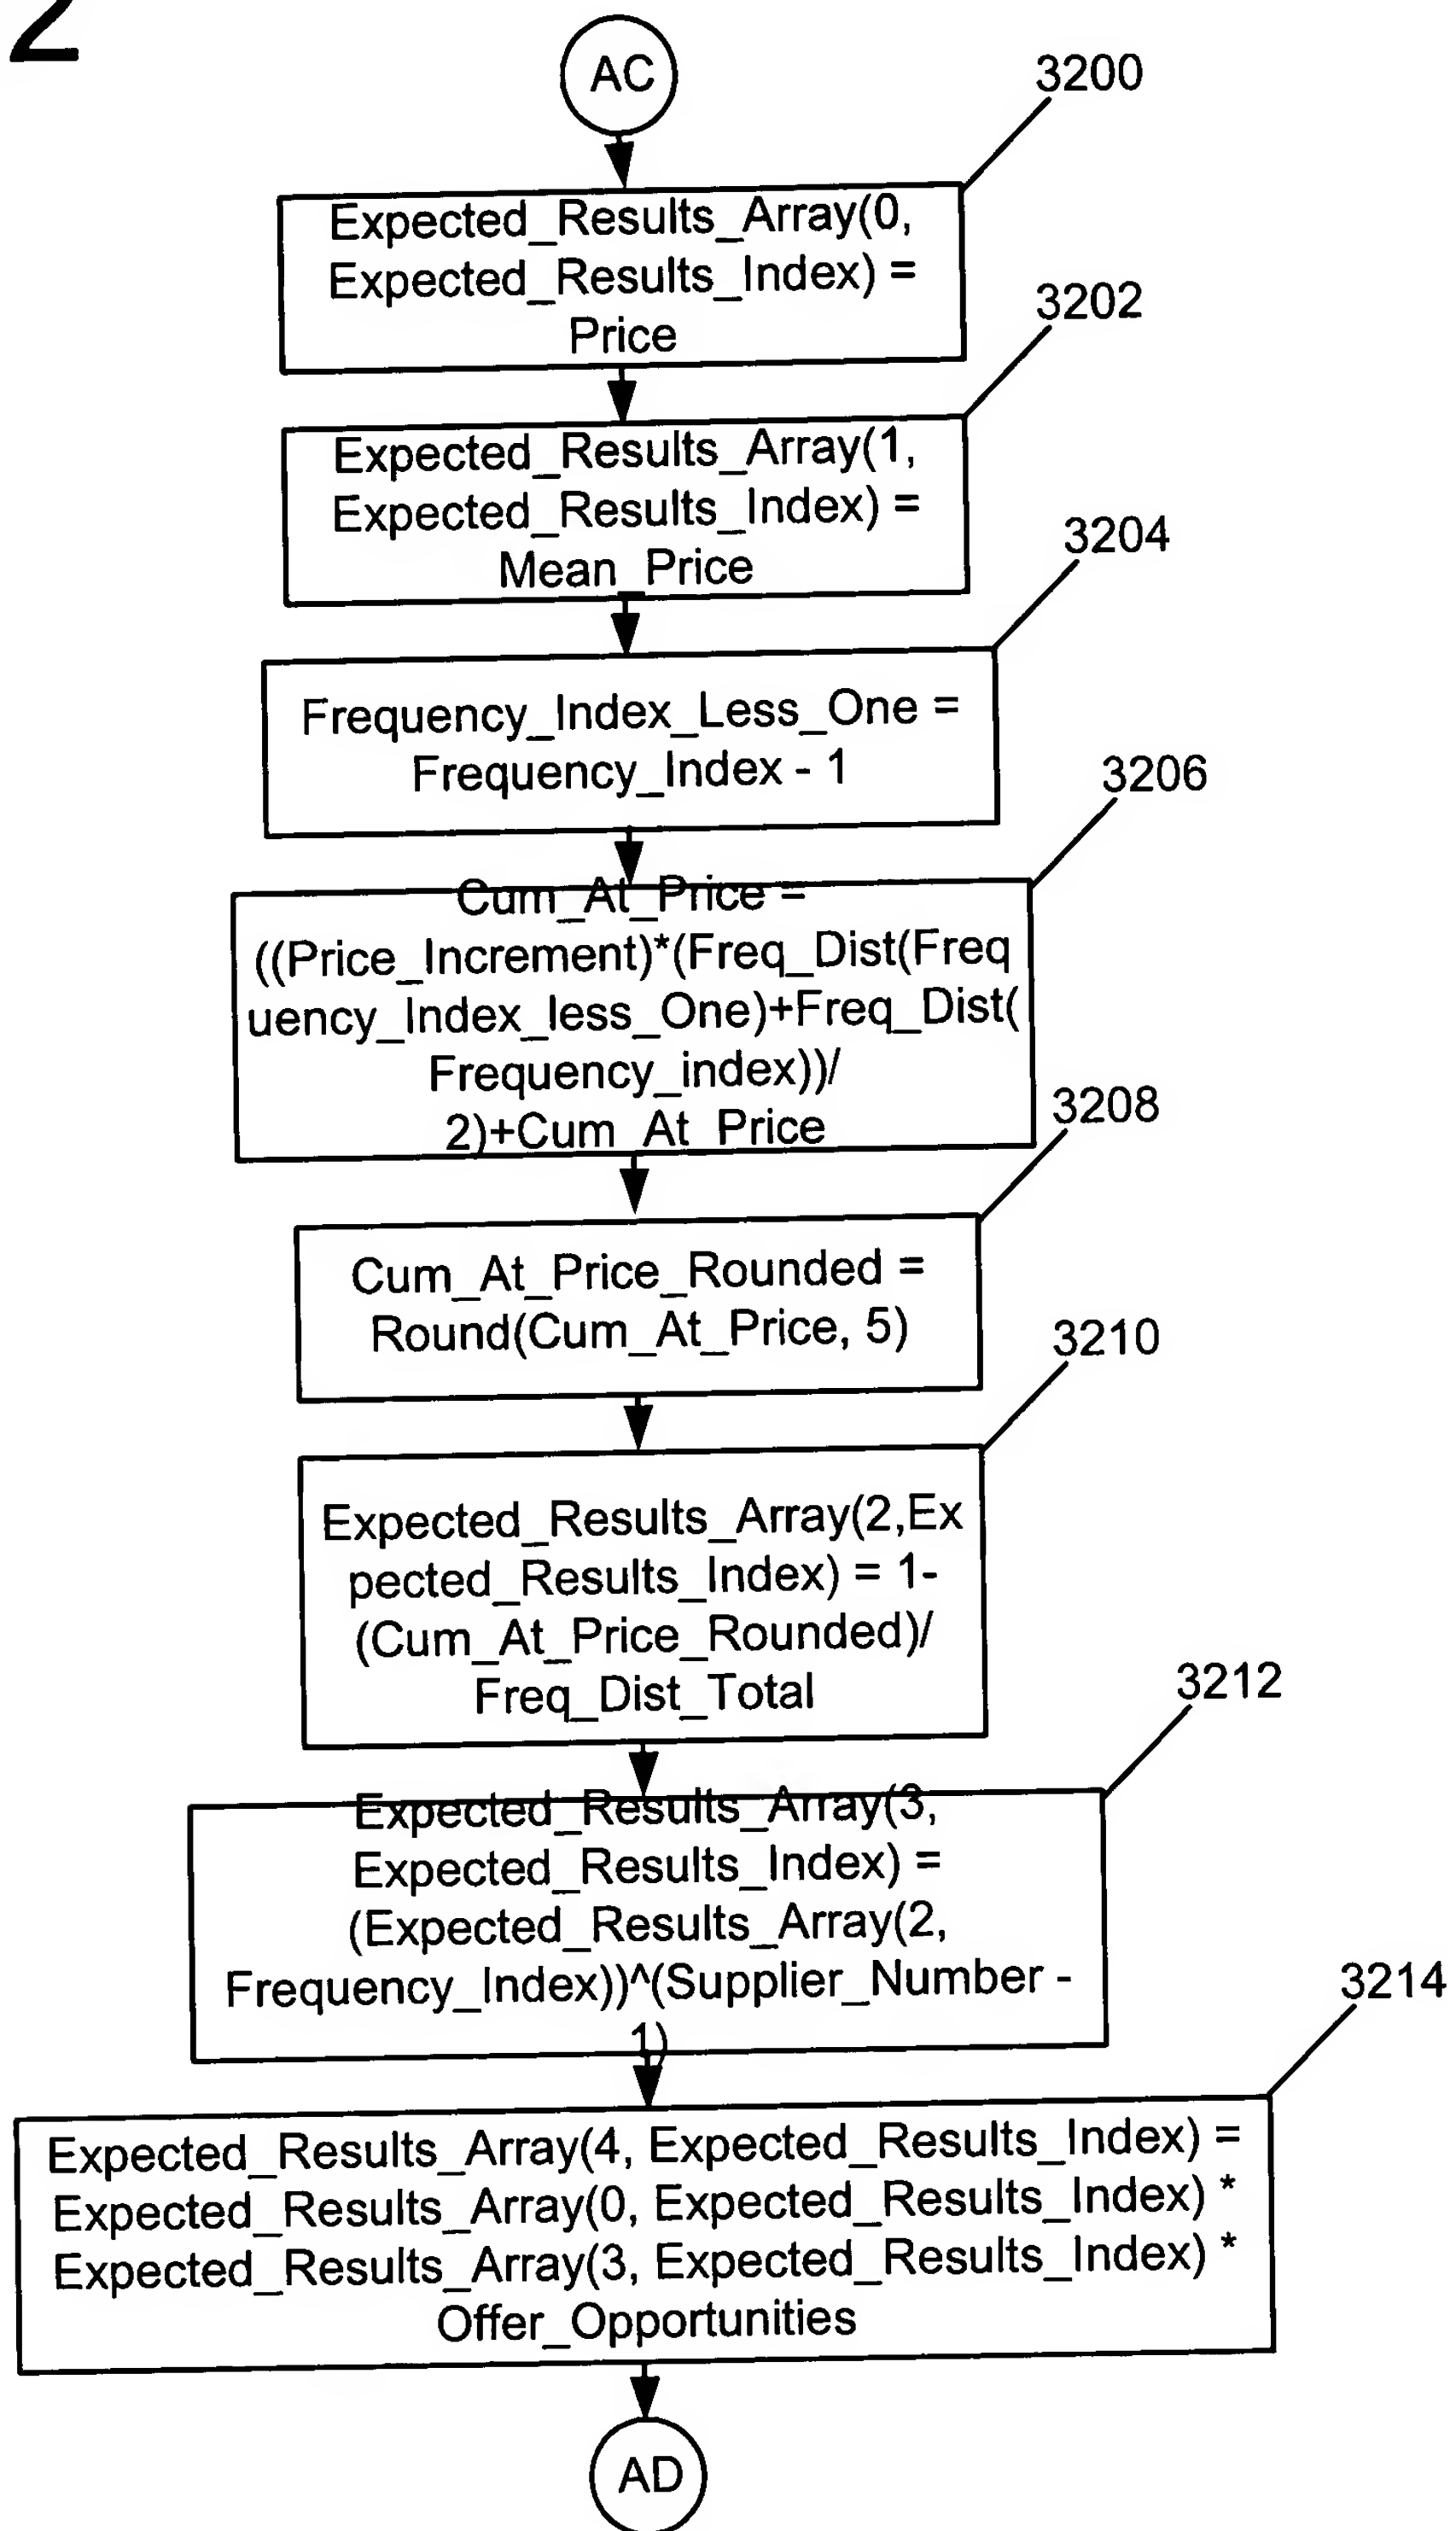 2
AC
3200
Expected_Results_Array(0,
Expected_Results_Index) =
Price
3202
Expected_Results_Array(1,
Expected_Results_Index) =
Mean_Price
3204
Frequency_Index_Less_One =
Frequency_Index - 1
3206
Cum_At_Price =
((Price_Increment)*(Freq_Dist(Freq
uency_Index_less_One)+Freq_Dist(
Frequency_index))/
2)+Cum_At_Price
3208
Cum_At_Price_Rounded =
Round(Cum_At_Price, 5)
3210
Expected_Results_Array(2,Ex
pected_Results_Index) = 1-
(Cum_At_Price_Rounded)/
Freq_Dist_Total
3212
Expected_Results_Array(3,
Expected_Results_Index) =
(Expected_Results_Array(2,
Frequency_Index))^(Supplier_Number -
1)
3214
Expected_Results_Array(4, Expected_Results_Index) =
Expected_Results_Array(0, Expected_Results_Index) *
Expected_Results_Array(3, Expected_Results_Index) *
Offer_Opportunities
AD